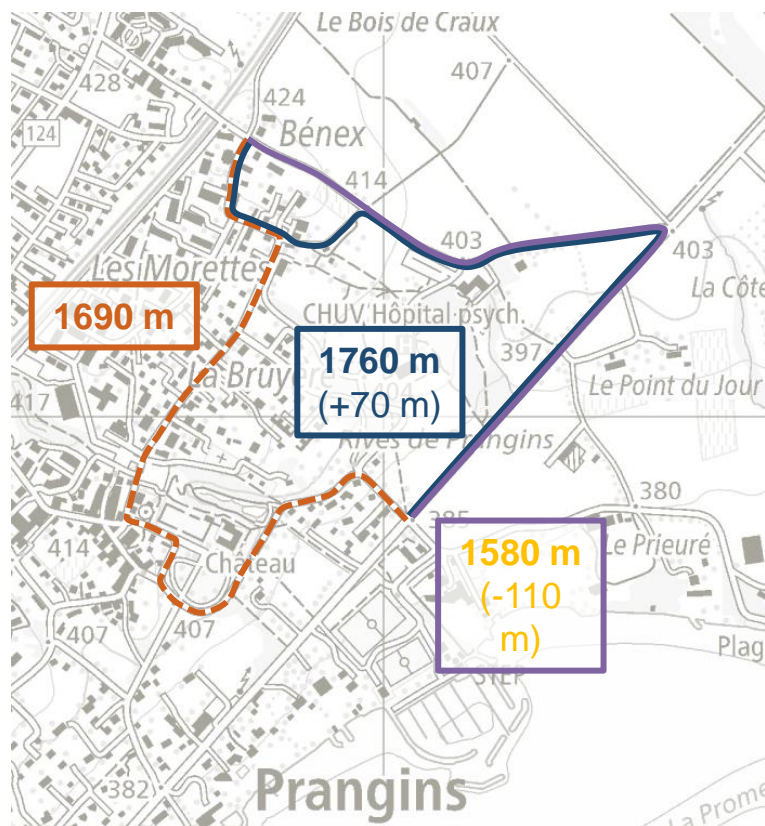 Le Bois de Craux
428
407
424
124
Bénex
414
403
403
Les Morettes
La Côte
1690 m
CHUV, Hôpital psych.
1760 m
(+70 m)
397
La Bruyère
404
Le Point du Jour
417
Rives de Prangins
385
380
1580 m
(-110
m)
Le Prieuré
414
Château
407
407
Plag
STEP
382
Prangins
La Prome